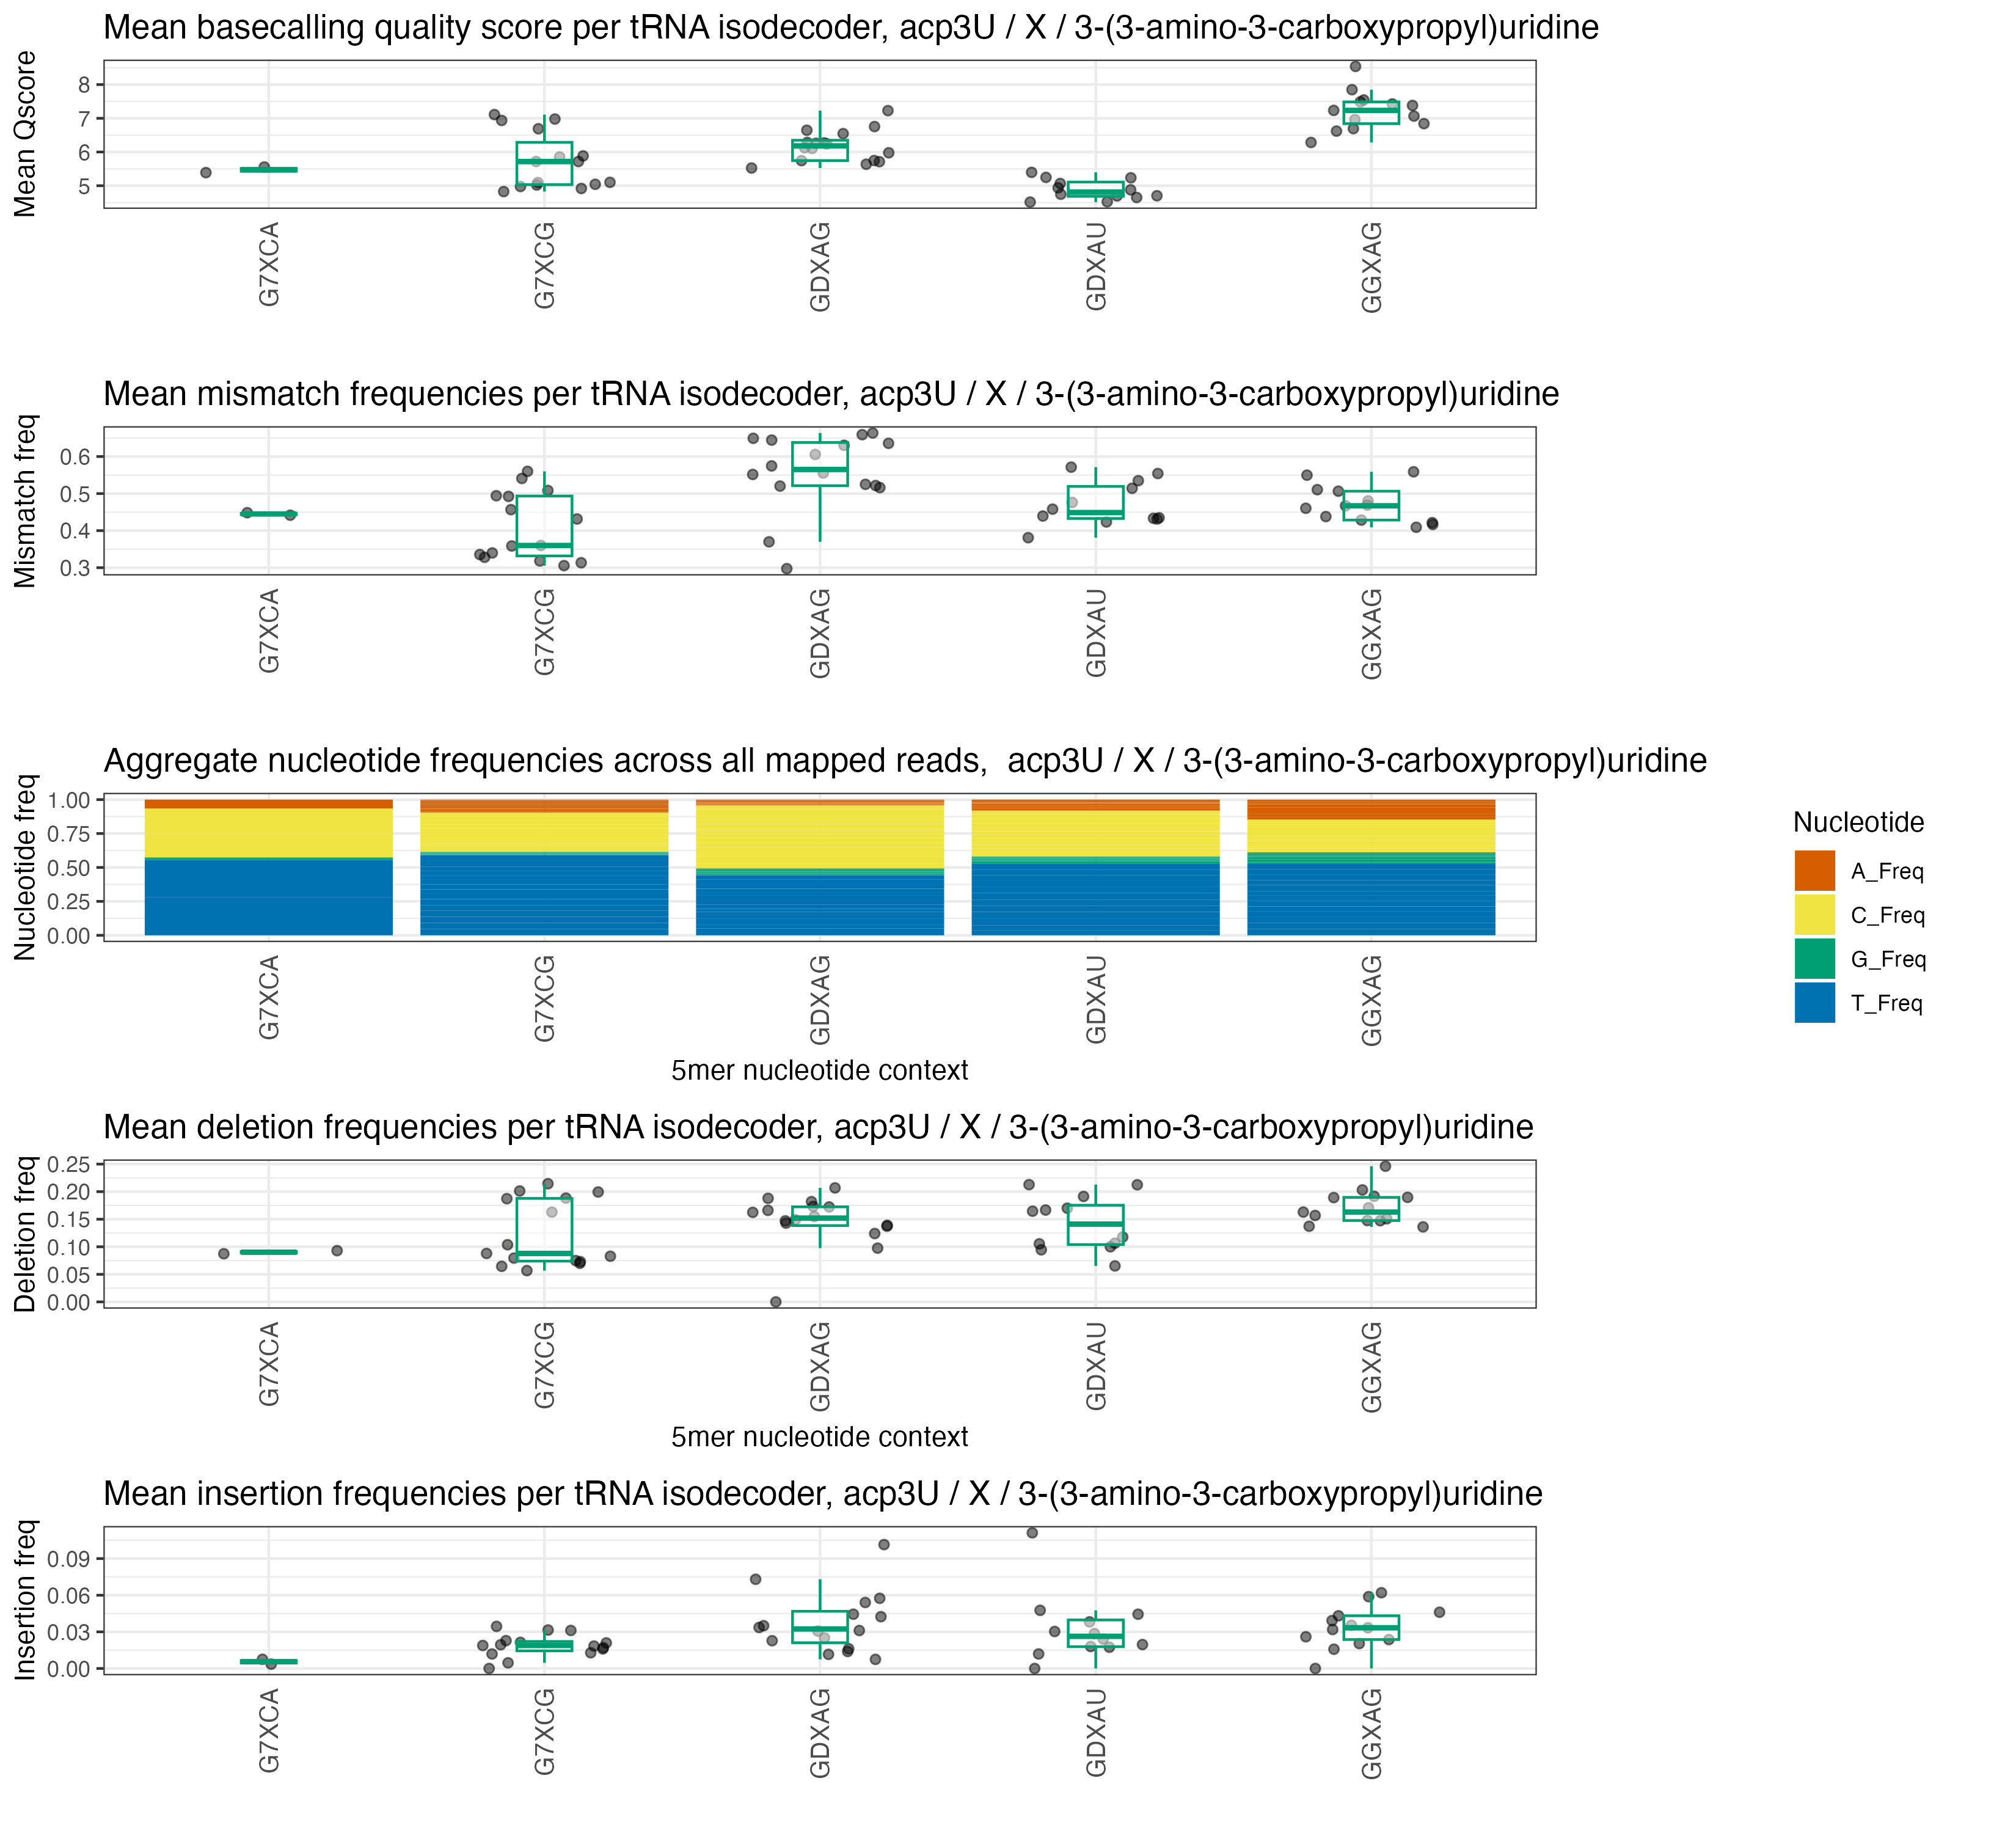 Mean basecalling quality score per tRNA isodecoder, acp3U / X / 3-(3-amino-3-carboxypropyl)uridine
Mean Qscore
8
7
6
5
G7XCA
G7XCG
GDXAG
GDXAU
GGXAG
Mean mismatch frequencies per tRNA isodecoder, acp3U / X / 3-(3-amino-3-carboxypropyl)uridine
Mismatch freq
0.6
0.5
0.4
0.3
G7XCA
G7XCG
GDXAG
GDXAU
GGXAG
Aggregate nucleotide frequencies across all mapped reads,  acp3U / X / 3-(3-amino-3-carboxypropyl)uridine
Nucleotide freq
1.00
0.75
0.50
0.25
0.00
G7XCA
G7XCG
GDXAG
GDXAU
GGXAG
5mer nucleotide context
Nucleotide
A_Freq
C_Freq
G_Freq
T_Freq
Mean deletion frequencies per tRNA isodecoder, acp3U / X / 3-(3-amino-3-carboxypropyl)uridine
Deletion freq
0.25
0.20
0.15
0.10
0.05
0.00
G7XCA
G7XCG
GDXAG
GDXAU
GGXAG
5mer nucleotide context
Mean insertion frequencies per tRNA isodecoder, acp3U / X / 3-(3-amino-3-carboxypropyl)uridine
Insertion freq
0.09
0.06
0.03
0.00
G7XCA
G7XCG
GDXAG
GDXAU
GGXAG